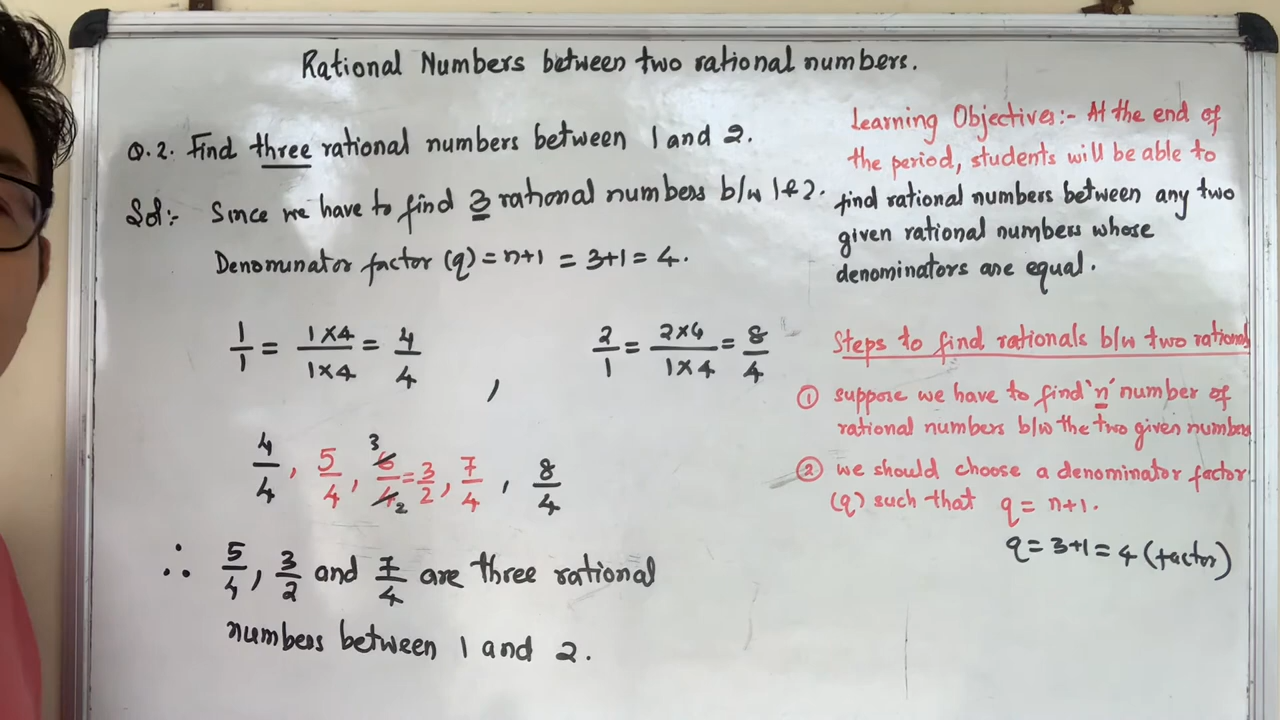 Rational Numbers between two rational numbers.
Q.2. Find three rational numbers between 1 and 2.
Sol:- Since we have to find 3 rational numbers b/w 1&2.
Denominator factor (q) = n+1 = 3+1 = 4.
1/1 = 1×4/1×4 = 4/4 , 2/1 = 2×4/1×4 = 8/4
4/4, 5/4, 6/4 = 3/2, 7/4, 8/4
3
2
∴ 5/4, 3/2 and 7/4 are three rational
numbers between 1 and 2.
Learning Objectives:- At the end of
the period, students will be able to
find rational numbers between any two
given rational numbers whose
denominators are equal.
Steps to find rationals b/w two rational
① suppose we have to find 'n' number of
rational numbers b/w the two given numbers
② we should choose a denominator factor
(q) such that q = n+1.
q = 3+1 = 4 (factor)